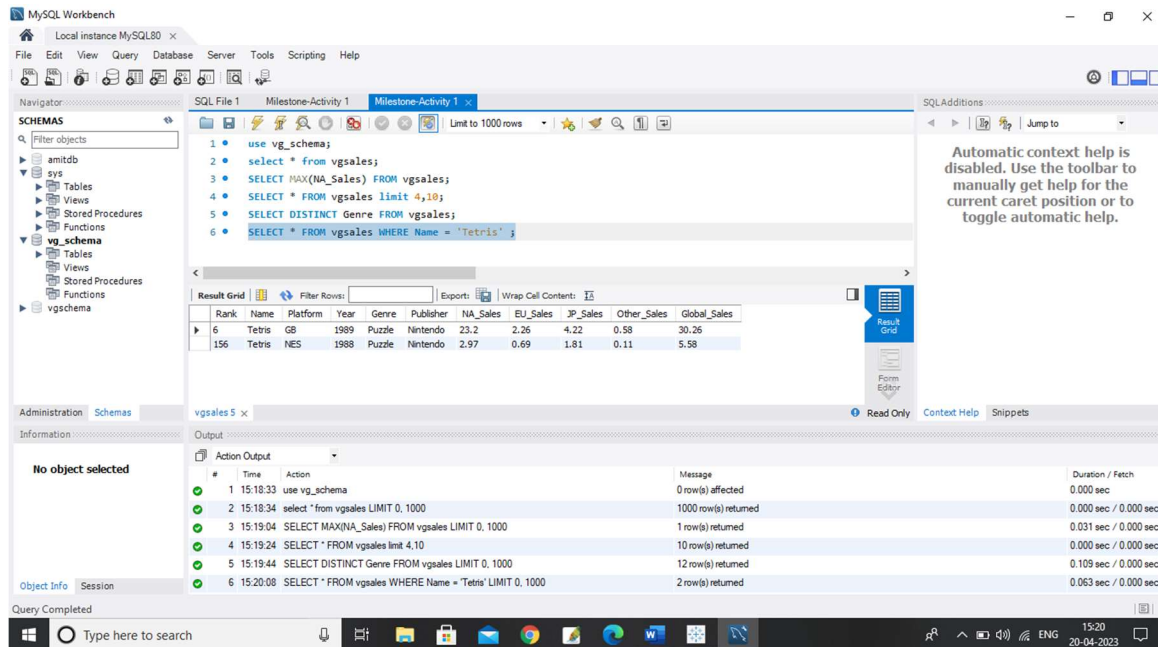 MySQL Workbench
Local instance MySQL80
File Edit View Query Database Server Tools Scripting Help
Navigator
SCHEMAS
Filter objects
amitdb
sys
Tables
Views
Stored Procedures
Functions
vg_schema
Tables
Views
Stored Procedures
Functions
vgschema
Administration Schemas
Information
No object selected
Object Info Session
SQL File 1 Milestone-Activity 1 Milestone-Activity 1
Limit to 1000 rows
1 use vg_schema;
2 select * from vgsales;
3 SELECT MAX(NA_Sales) FROM vgsales;
4 SELECT * FROM vgsales limit 4,10;
5 SELECT DISTINCT Genre FROM vgsales;
6 SELECT * FROM vgsales WHERE Name = 'Tetris' ;
Result Grid Filter Rows: Export: Wrap Cell Content:
Rank Name Platform Year Genre Publisher NA_Sales EU_Sales JP_Sales Other_Sales Global_Sales
6 Tetris GB 1989 Puzzle Nintendo 23.2 2.26 4.22 0.58 30.26
156 Tetris NES 1988 Puzzle Nintendo 2.97 0.69 1.81 0.11 5.58
Result
Grid
Form
Editor
vgsales 5 Read Only
SQLAdditions
Jump to
Automatic context help is
disabled. Use the toolbar to
manually get help for the
current caret position or to
toggle automatic help.
Context Help Snippets
Output
Action Output
# Time Action Message Duration / Fetch
1 15:18:33 use vg_schema 0 row(s) affected 0.000 sec
2 15:18:34 select * from vgsales LIMIT 0, 1000 1000 row(s) returned 0.000 sec / 0.000 sec
3 15:19:04 SELECT MAX(NA_Sales) FROM vgsales LIMIT 0, 1000 1 row(s) returned 0.031 sec / 0.000 sec
4 15:19:24 SELECT * FROM vgsales limit 4,10 10 row(s) returned 0.000 sec / 0.000 sec
5 15:19:44 SELECT DISTINCT Genre FROM vgsales LIMIT 0, 1000 12 row(s) returned 0.109 sec / 0.000 sec
6 15:20:08 SELECT * FROM vgsales WHERE Name = 'Tetris' LIMIT 0, 1000 2 row(s) returned 0.063 sec / 0.000 sec
Query Completed
Type here to search
ENG
15:20
20-04-2023